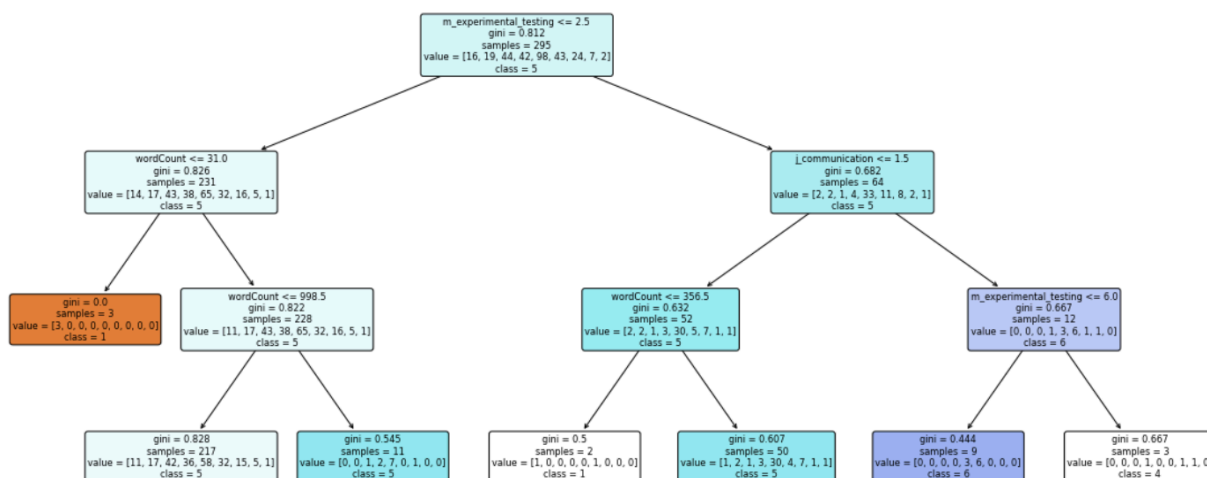 m_experimental_testing <= 2.5
gini = 0.812
samples = 295
value = [16, 19, 44, 42, 98, 43, 24, 7, 2]
class = 5
wordCount <= 31.0
gini = 0.826
samples = 231
value = [14, 17, 43, 38, 65, 32, 16, 5, 1]
class = 5
j_communication <= 1.5
gini = 0.682
samples = 64
value = [2, 2, 1, 4, 33, 11, 8, 2, 1]
class = 5
gini = 0.0
samples = 3
value = [3, 0, 0, 0, 0, 0, 0, 0, 0]
class = 1
wordCount <= 998.5
gini = 0.822
samples = 228
value = [11, 17, 43, 38, 65, 32, 16, 5, 1]
class = 5
wordCount <= 356.5
gini = 0.632
samples = 52
value = [2, 2, 1, 3, 30, 5, 7, 1, 1]
class = 5
m_experimental_testing <= 6.0
gini = 0.667
samples = 12
value = [0, 0, 0, 1, 3, 6, 1, 1, 0]
class = 6
gini = 0.828
samples = 217
value = [11, 17, 42, 36, 58, 32, 15, 5, 1]
class = 5
gini = 0.545
samples = 11
value = [0, 0, 1, 2, 7, 0, 1, 0, 0]
class = 5
gini = 0.5
samples = 2
value = [1, 0, 0, 0, 0, 1, 0, 0, 0]
class = 1
gini = 0.607
samples = 50
value = [1, 2, 1, 3, 30, 4, 7, 1, 1]
class = 5
gini = 0.444
samples = 9
value = [0, 0, 0, 0, 3, 6, 0, 0, 0]
class = 6
gini = 0.667
samples = 3
value = [0, 0, 0, 1, 0, 0, 1, 1, 0
class = 4